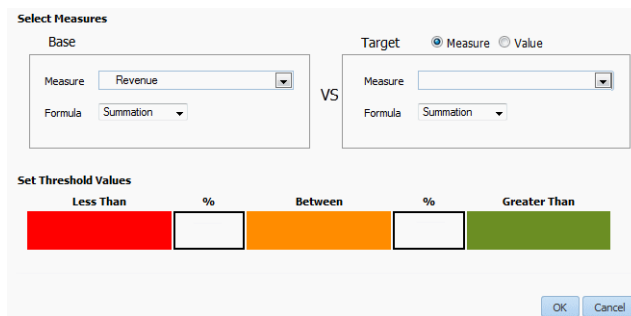 Select Measures
Base
Target Measure Value
Measure Revenue
Measure
VS
Formula Summation
Formula Summation
Set Threshold Values
Less Than % Between % Greater Than
OK Cancel